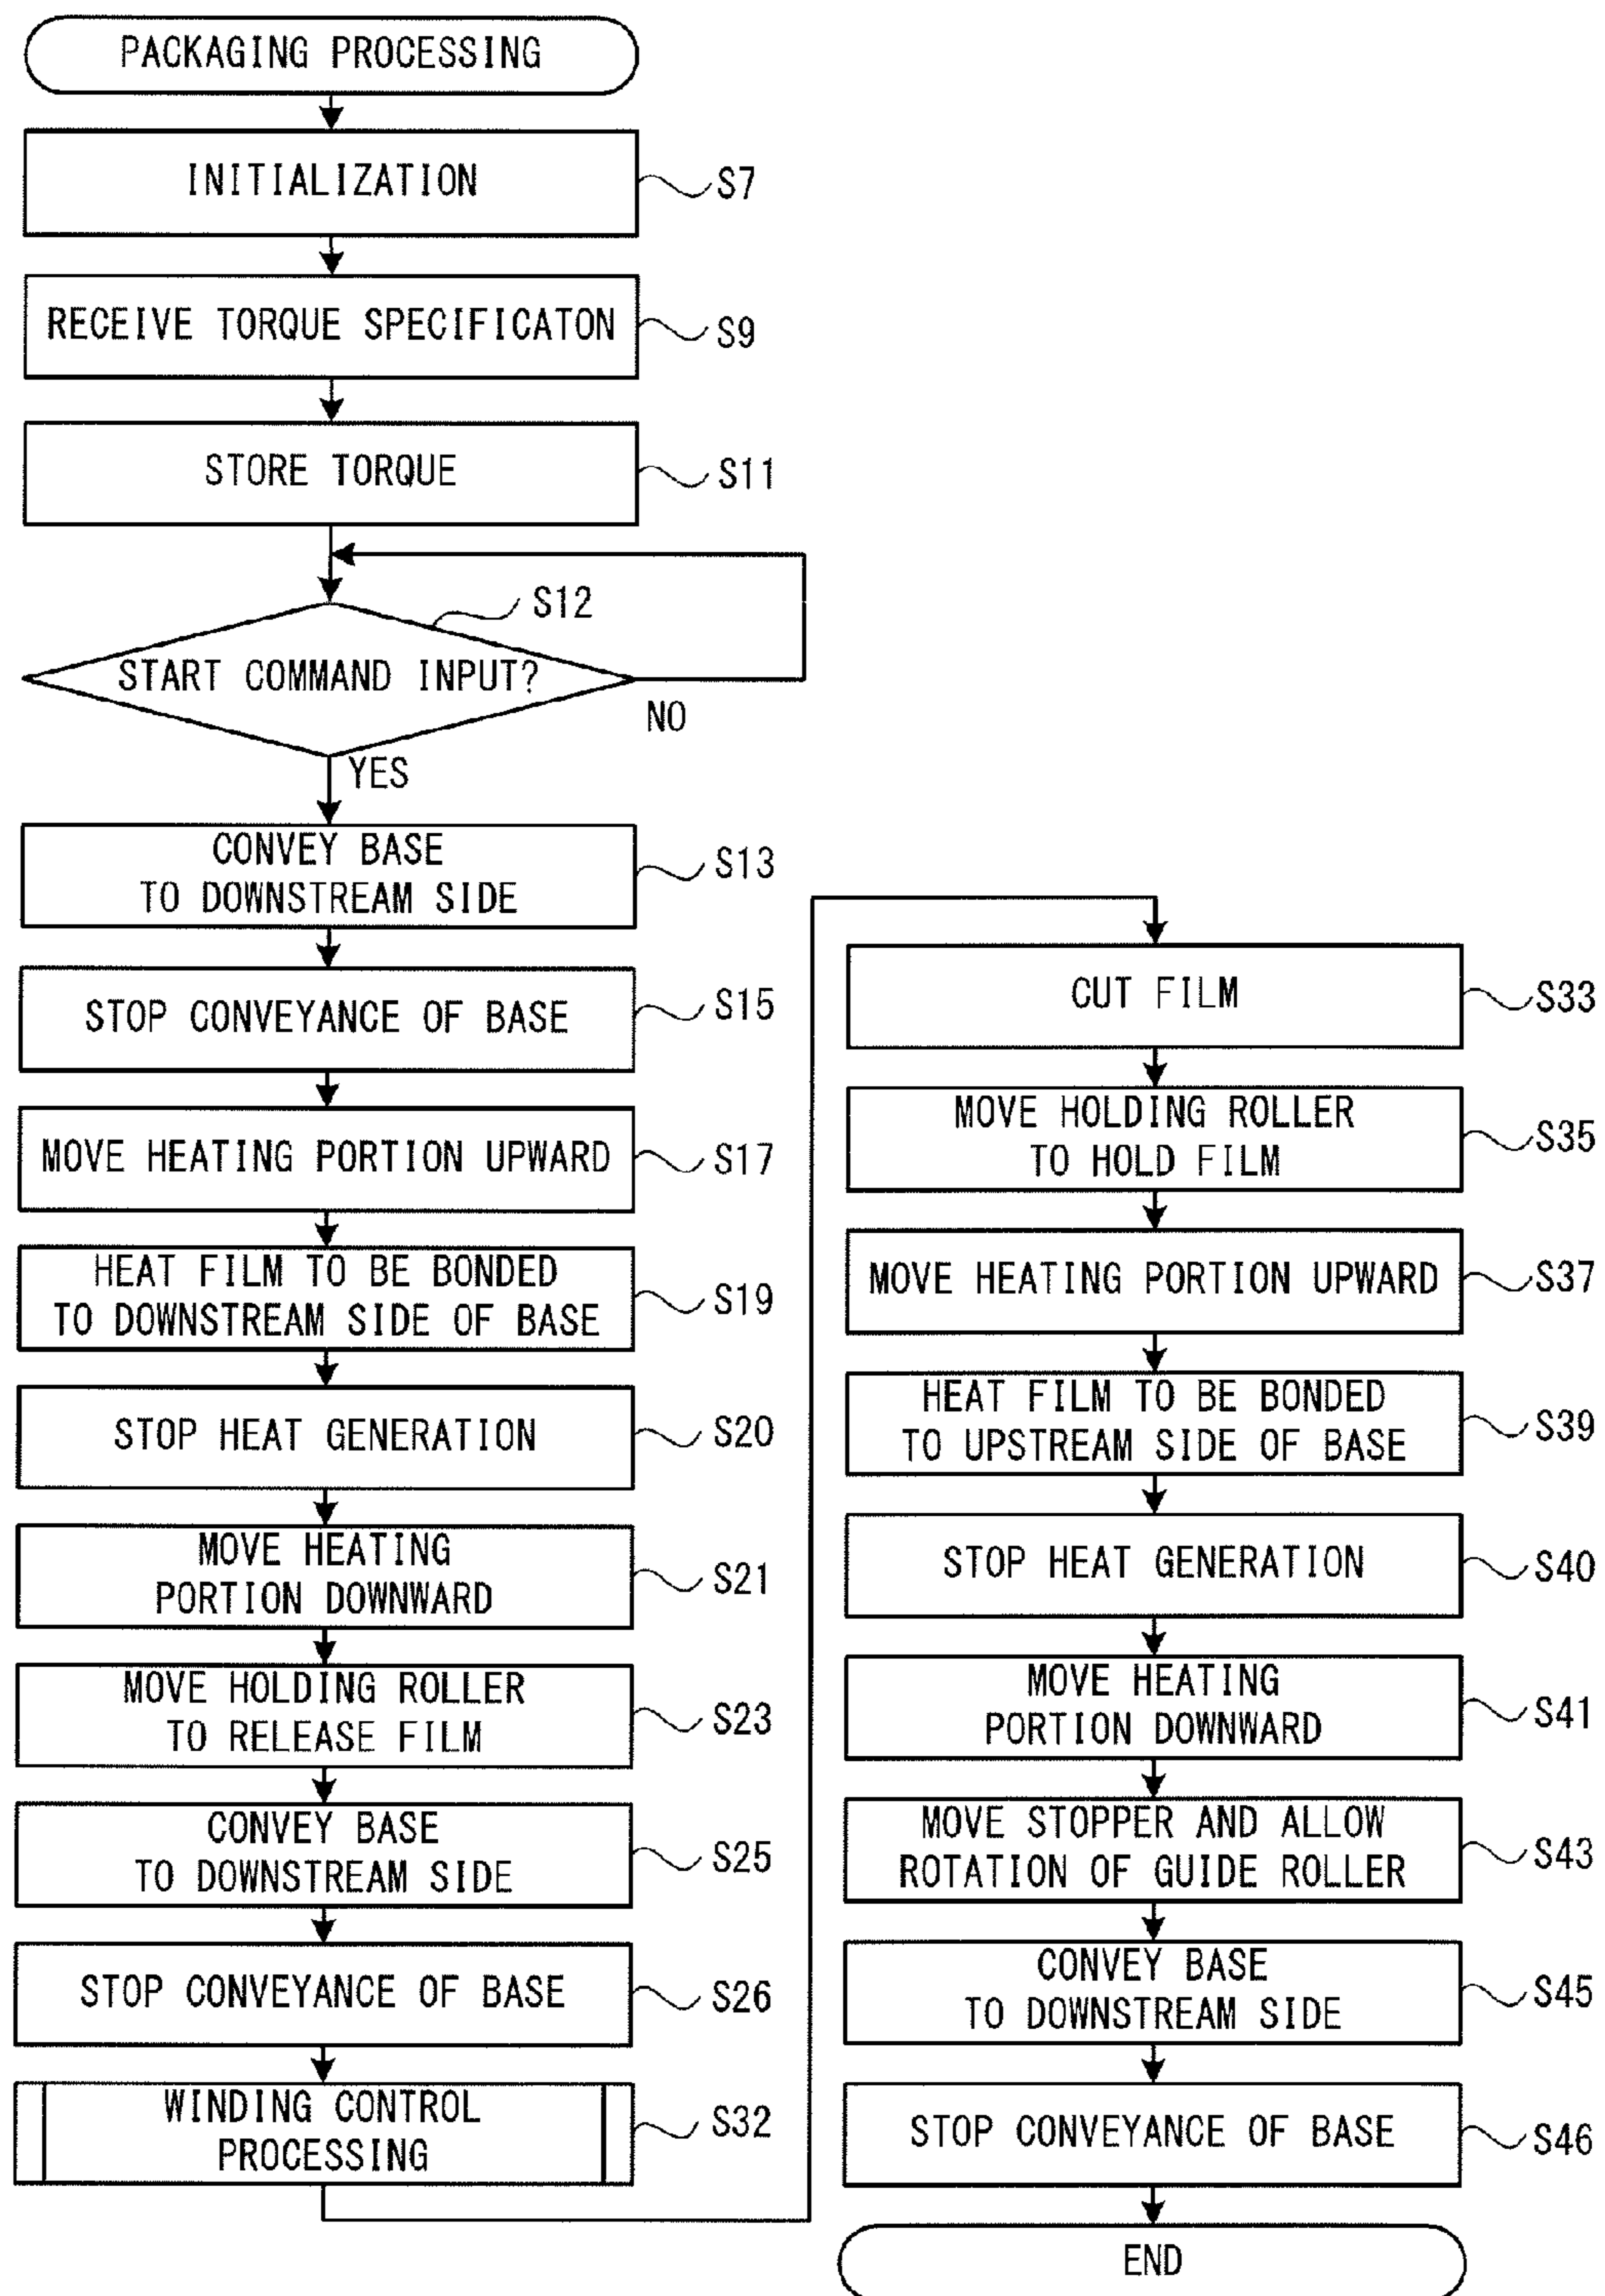 PACKAGING PROCESSING
INITIALIZATION
S7
RECEIVE TORQUE SPECIFICATON
S9
STORE TORQUE
S11
S12
START COMMAND INPUT?
NO
YES
CONVEY BASE
TO DOWNSTREAM SIDE
S13
STOP CONVEYANCE OF BASE
S15
MOVE HEATING PORTION UPWARD
S17
HEAT FILM TO BE BONDED
TO DOWNSTREAM SIDE OF BASE
S19
STOP HEAT GENERATION
S20
MOVE HEATING
PORTION DOWNWARD
S21
MOVE HOLDING ROLLER
TO RELEASE FILM
S23
CONVEY BASE
TO DOWNSTREAM SIDE
S25
STOP CONVEYANCE OF BASE
S26
WINDING CONTROL
PROCESSING
S32
CUT FILM
S33
MOVE HOLDING ROLLER
TO HOLD FILM
S35
MOVE HEATING PORTION UPWARD
S37
HEAT FILM TO BE BONDED
TO UPSTREAM SIDE OF BASE
S39
STOP HEAT GENERATION
S40
MOVE HEATING
PORTION DOWNWARD
S41
MOVE STOPPER AND ALLOW
ROTATION OF GUIDE ROLLER
S43
CONVEY BASE
TO DOWNSTREAM SIDE
S45
STOP CONVEYANCE OF BASE
S46
END